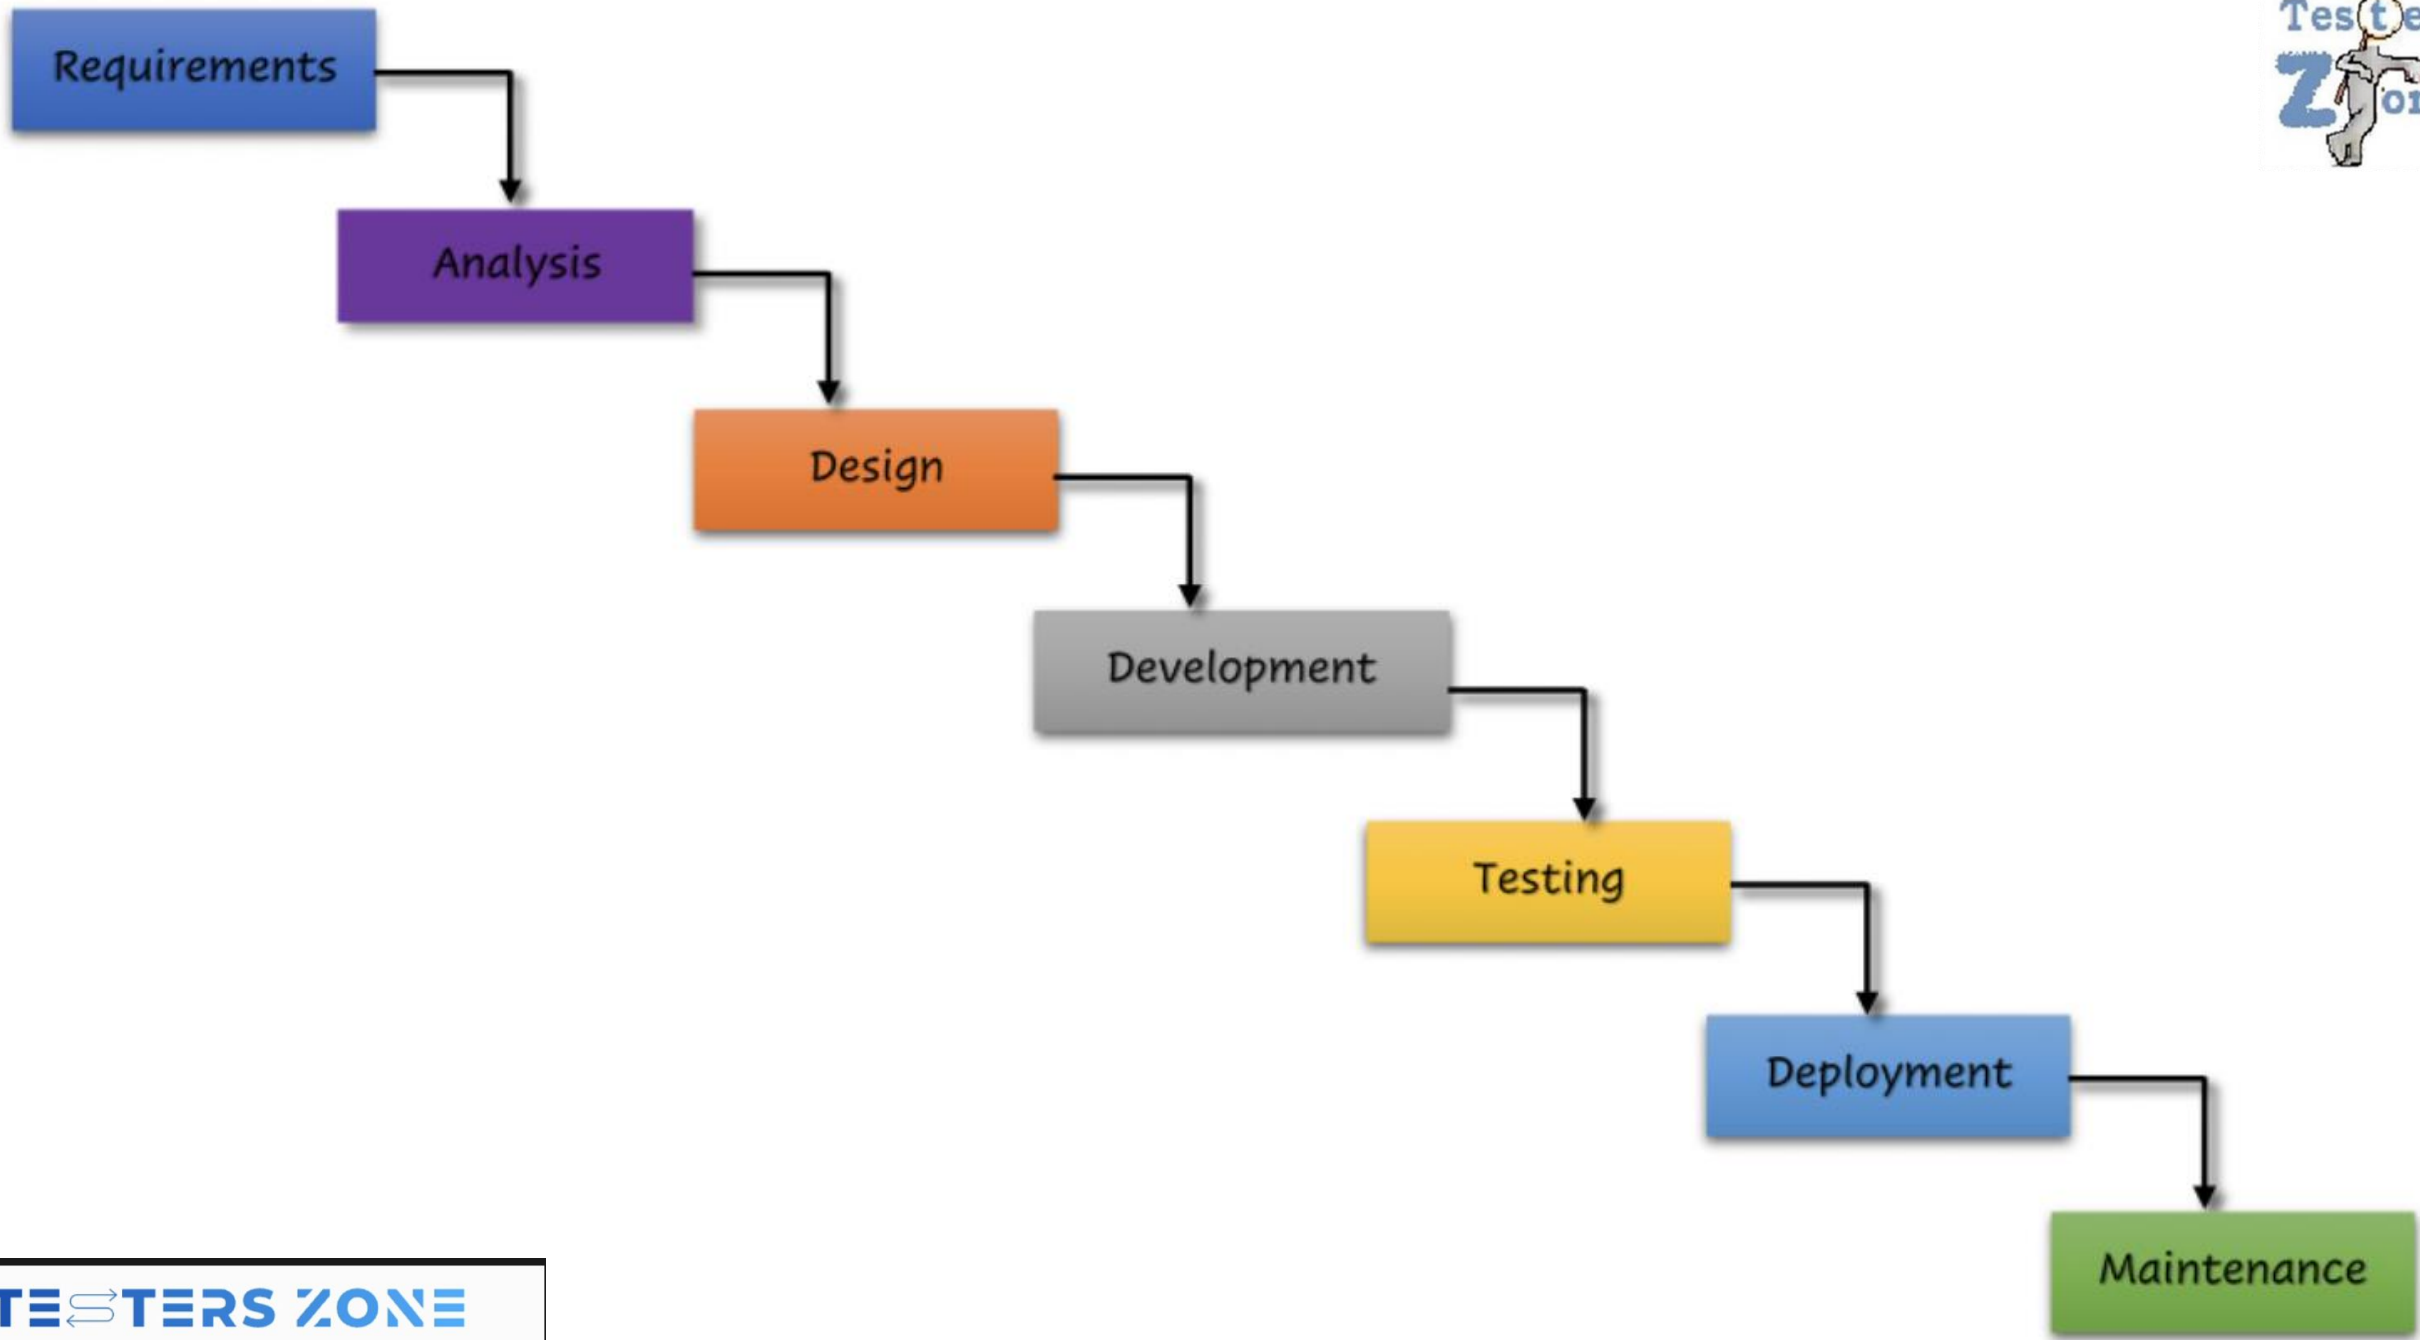 Requirements
Analysis
Design
Development
Testing
Deployment
Maintenance
TESTERS ZONE